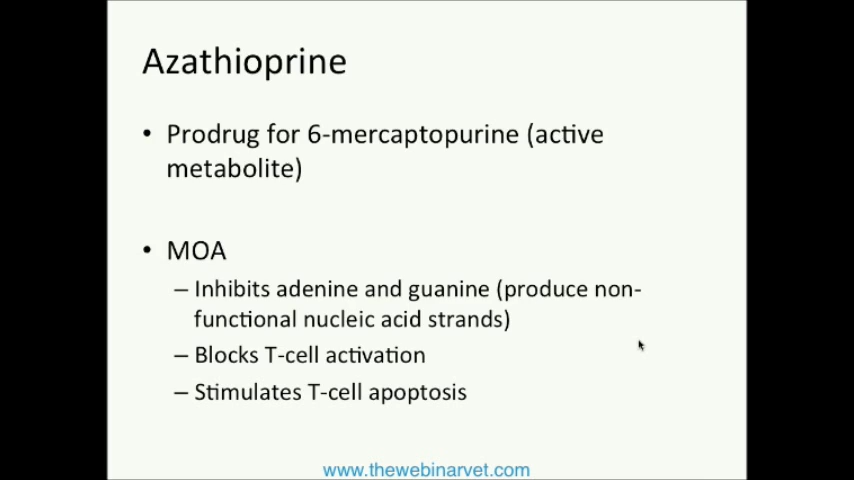 Azathioprine
• Prodrug for 6-mercaptopurine (active
metabolite)
• MOA
– Inhibits adenine and guanine (produce non-
functional nucleic acid strands)
– Blocks T-cell activation
– Stimulates T-cell apoptosis
www.thewebinarvet.com